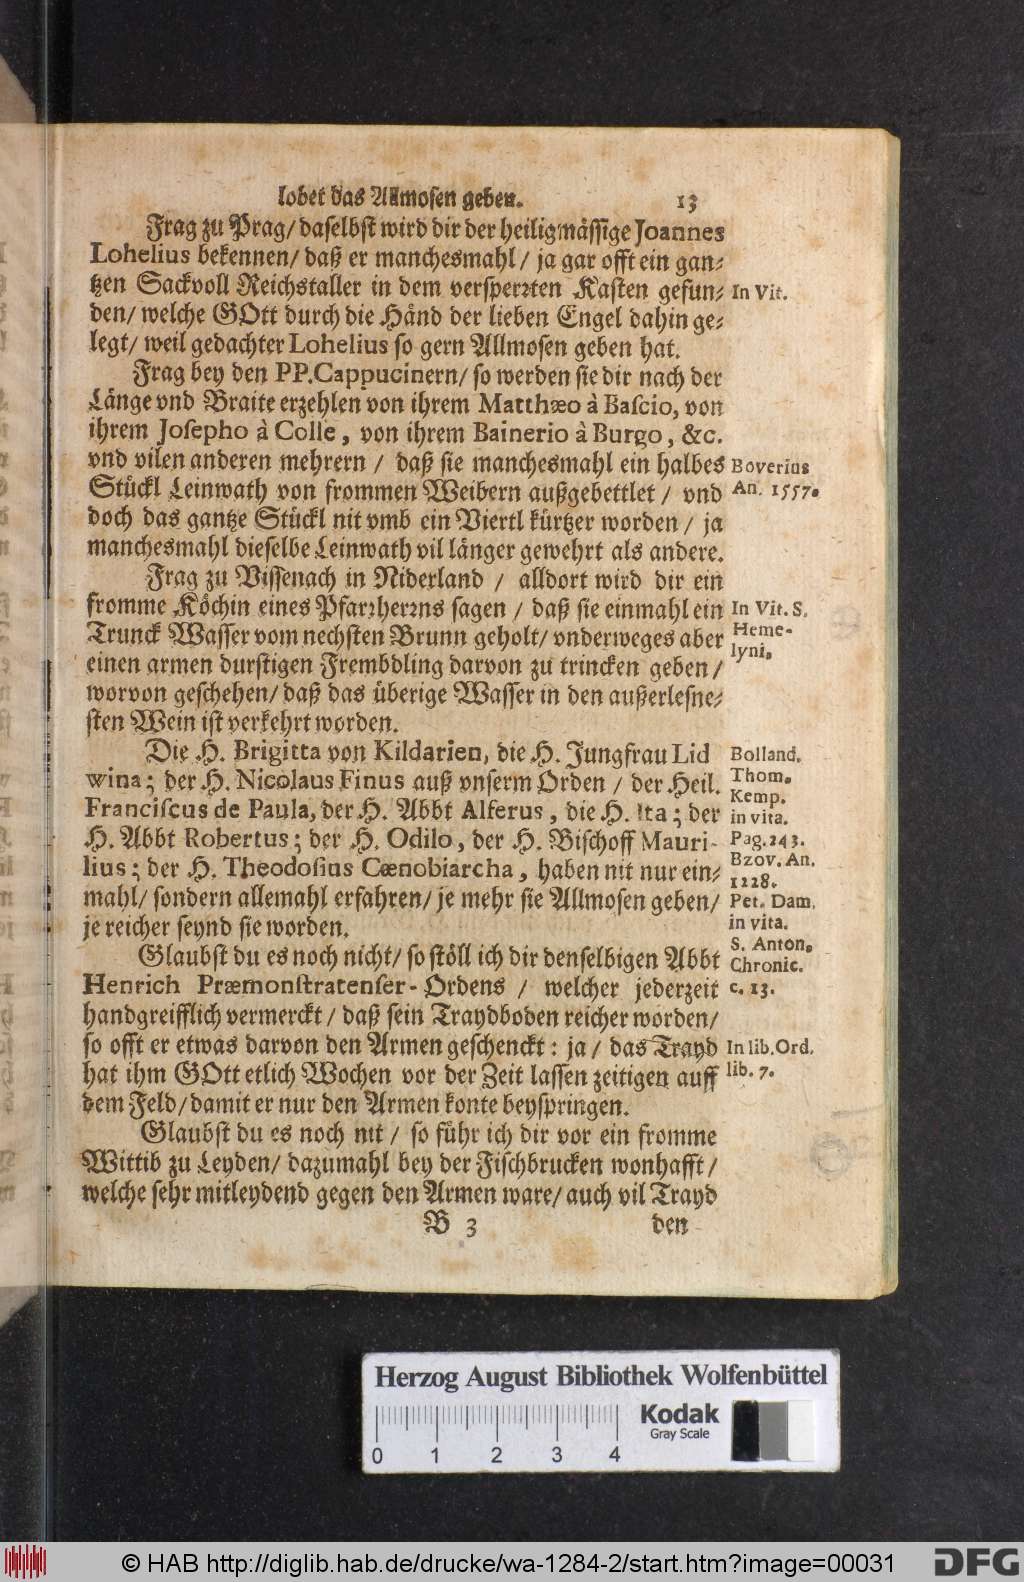 lobet das Allmosen geben. 13
Frag zu Prag/ daselbst wird dir der heiligmässige Joannes
Lohelius bekennen/ daß er manchesmahl/ ja gar offt ein gan-
tzen Sackvoll Reichstaller in dem versperrten Kasten gefun-
In Vit.
den/ welche GOtt durch die Händ der lieben Engel dahin ge-
legt/ weil gedachter Lohelius so gern Allmosen geben hat.
Frag bey den PP. Cappucinern/ so werden sie dir nach der
Länge vnd Braite erzehlen von ihrem Matthæo à Bascio, von
ihrem Josepho à Colle, von ihrem Bainerio à Burgo, &c.
vnd vilen anderen mehrern / daß sie manchesmahl ein halbes
Boverius
Stückl Leinwath von frommen Weibern außgebettlet / vnd
An. 1557.
doch das gantze Stückl nit vmb ein Viertl kürtzer worden / ja
manchesmahl dieselbe Leinwath vil länger gewehrt als andere.
Frag zu Vissenach in Niderland / alldort wird dir ein
fromme Köchin eines Pfarrherrns sagen / daß sie einmahl ein
In Vit. S.
Trunck Wasser vom nechsten Brunn geholt/ vnderweges aber
Heme-
einen armen durstigen Frembdling darvon zu trincken geben/
lyni.
worvon geschehen/ daß das überige Wasser in den außerlesne-
sten Wein ist verkehrt worden.
Die H. Brigitta von Kildarien, die H. Jungfrau Lid
Bolland.
wina; der H. Nicolaus Finus auß vnserm Orden / der Heil.
Thom.
Kemp.
Franciscus de Paula, der H. Abbt Alferus, die H. Ita; der
in vita.
H. Abbt Robertus; der H. Odilo, der H. Bischoff Mauri-
Pag. 243.
Bzov. An.
lius; der H. Theodosius Cœnobiarcha, haben nit nur ein-
1228.
mahl/ sondern allemahl erfahren/ je mehr sie Allmosen geben/
Pet. Dam.
je reicher seynd sie worden.
in vita.
S. Anton.
Glaubst du es noch nicht/ so stöll ich dir denselbigen Abbt
Chronic.
Henrich Præmonstratenser-Ordens / welcher jederzeit
c. 13.
handgreifflich vermerckt/ daß sein Traydboden reicher worden/
so offt er etwas darvon den Armen geschenckt: ja/ das Trayd
In lib. Ord.
hat ihm GOtt etlich Wochen vor der Zeit lassen zeitigen auff
lib. 7.
dem Feld/ damit er nur den Armen konte beyspringen.
Glaubst du es noch nit / so führ ich dir vor ein fromme
Wittib zu Leyden/ dazumahl bey der Fischbrucken wonhafft/
welche sehr mitleydend gegen den Armen ware/ auch vil Trayd
B 3 den
Herzog August Bibliothek Wolfenbüttel
Kodak
Gray Scale
0 1 2 3 4
© HAB http://diglib.hab.de/drucke/wa-1284-2/start.htm?image=00031
DFG